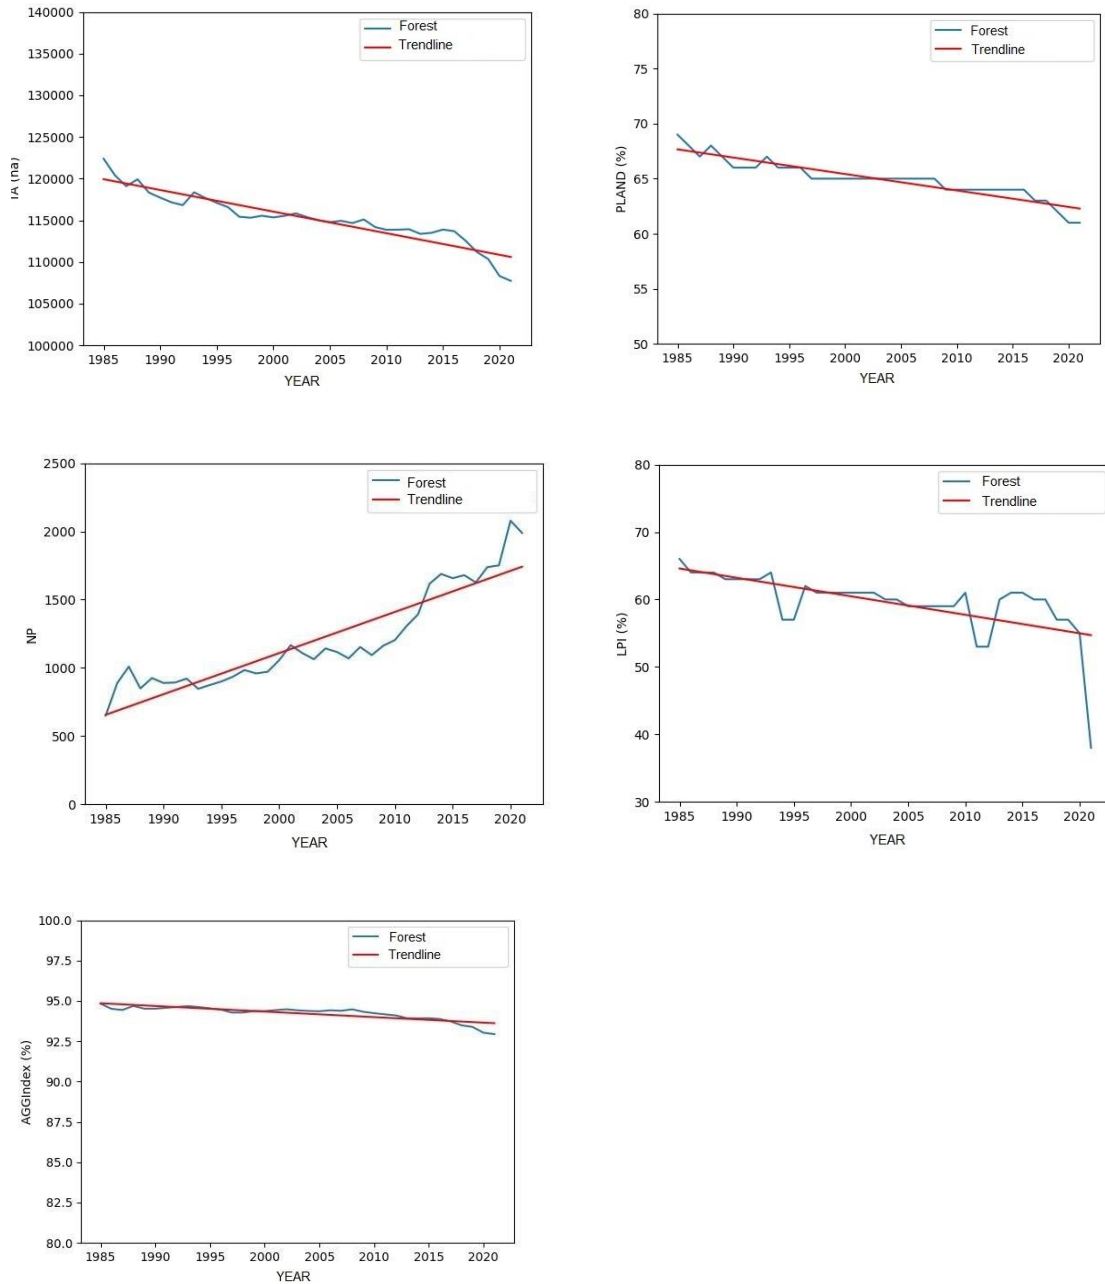 140000
135000
130000
125000
120000
115000
110000
105000
100000
Forest
Trendline
1985 1990 1995 2000 2005 2010 2015 2020
YEAR
PLAND (%)
80
75
70
65
60
55
50
Forest
Trendline
1985 1990 1995 2000 2005 2010 2015 2020
YEAR
NP
2500
2000
1500
1000
500
0
Forest
Trendline
1985 1990 1995 2000 2005 2010 2015 2020
YEAR
LPI (%)
80
70
60
50
40
30
Forest
Trendline
1985 1990 1995 2000 2005 2010 2015 2020
YEAR
AGGIndex (%)
100.0
97.5
95.0
92.5
90.0
87.5
85.0
82.5
80.0
Forest
Trendline
1985 1990 1995 2000 2005 2010 2015 2020
YEAR